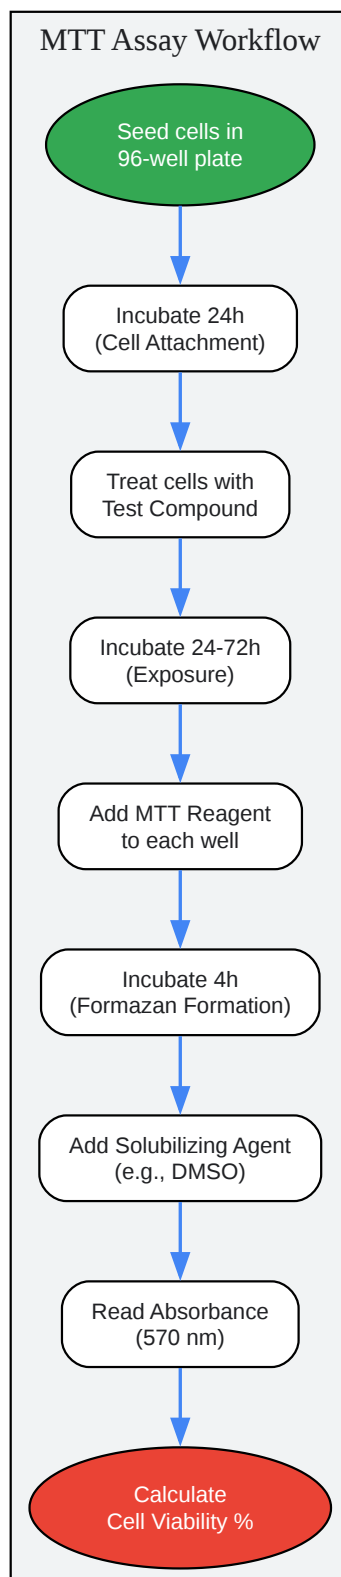 MTT Assay Workflow
Seed cells in
96-well plate
Incubate 24h
(Cell Attachment)
Treat cells with
Test Compound
Incubate 24-72h
(Exposure)
Add MTT Reagent
to each well
Incubate 4h
(Formazan Formation)
Add Solubilizing Agent
(e.g., DMSO)
Read Absorbance
(570 nm)
Calculate
Cell Viability %